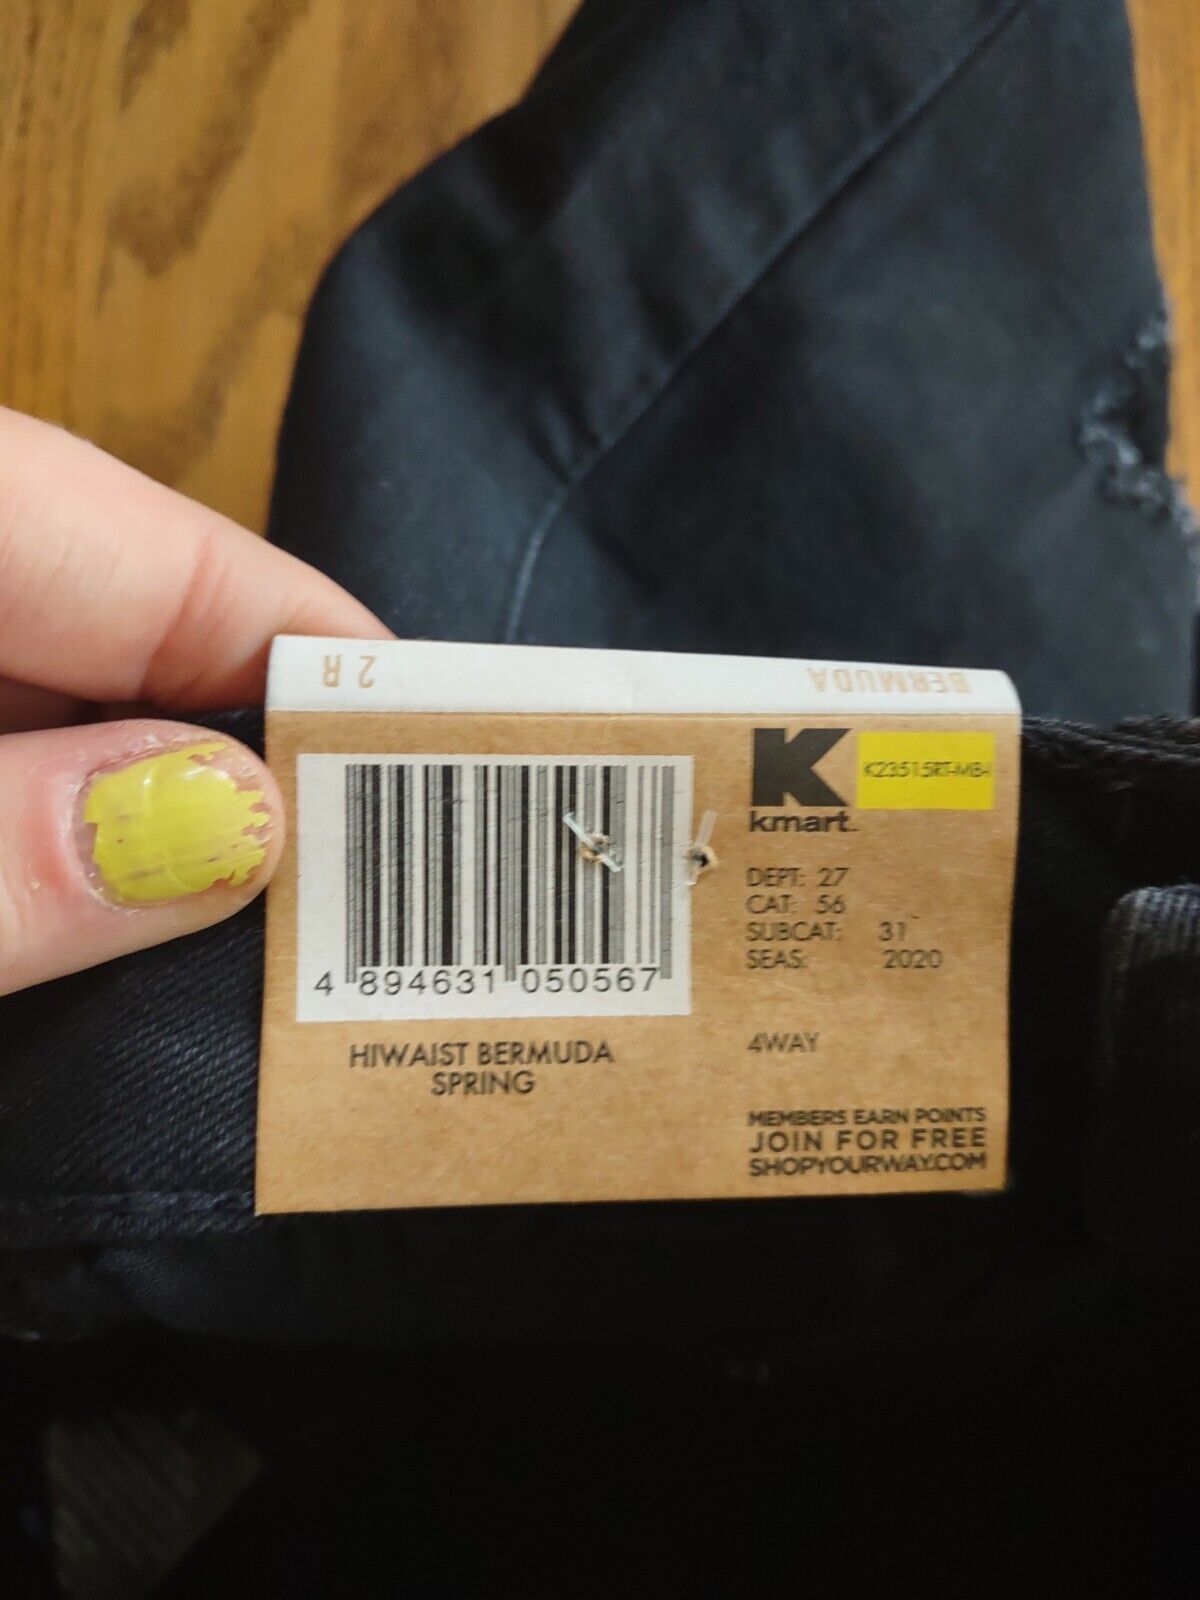 2 R BERMUDA
K
kmart.
K23515RT-MB-I
DEPT: 27
CAT: 56
SUBCAT: 31
SEAS: 2020
4 894631 050567
4WAY
HIWAIST BERMUDA
SPRING
MEMBERS EARN POINTS
JOIN FOR FREE
SHOPYOURWAY.COM